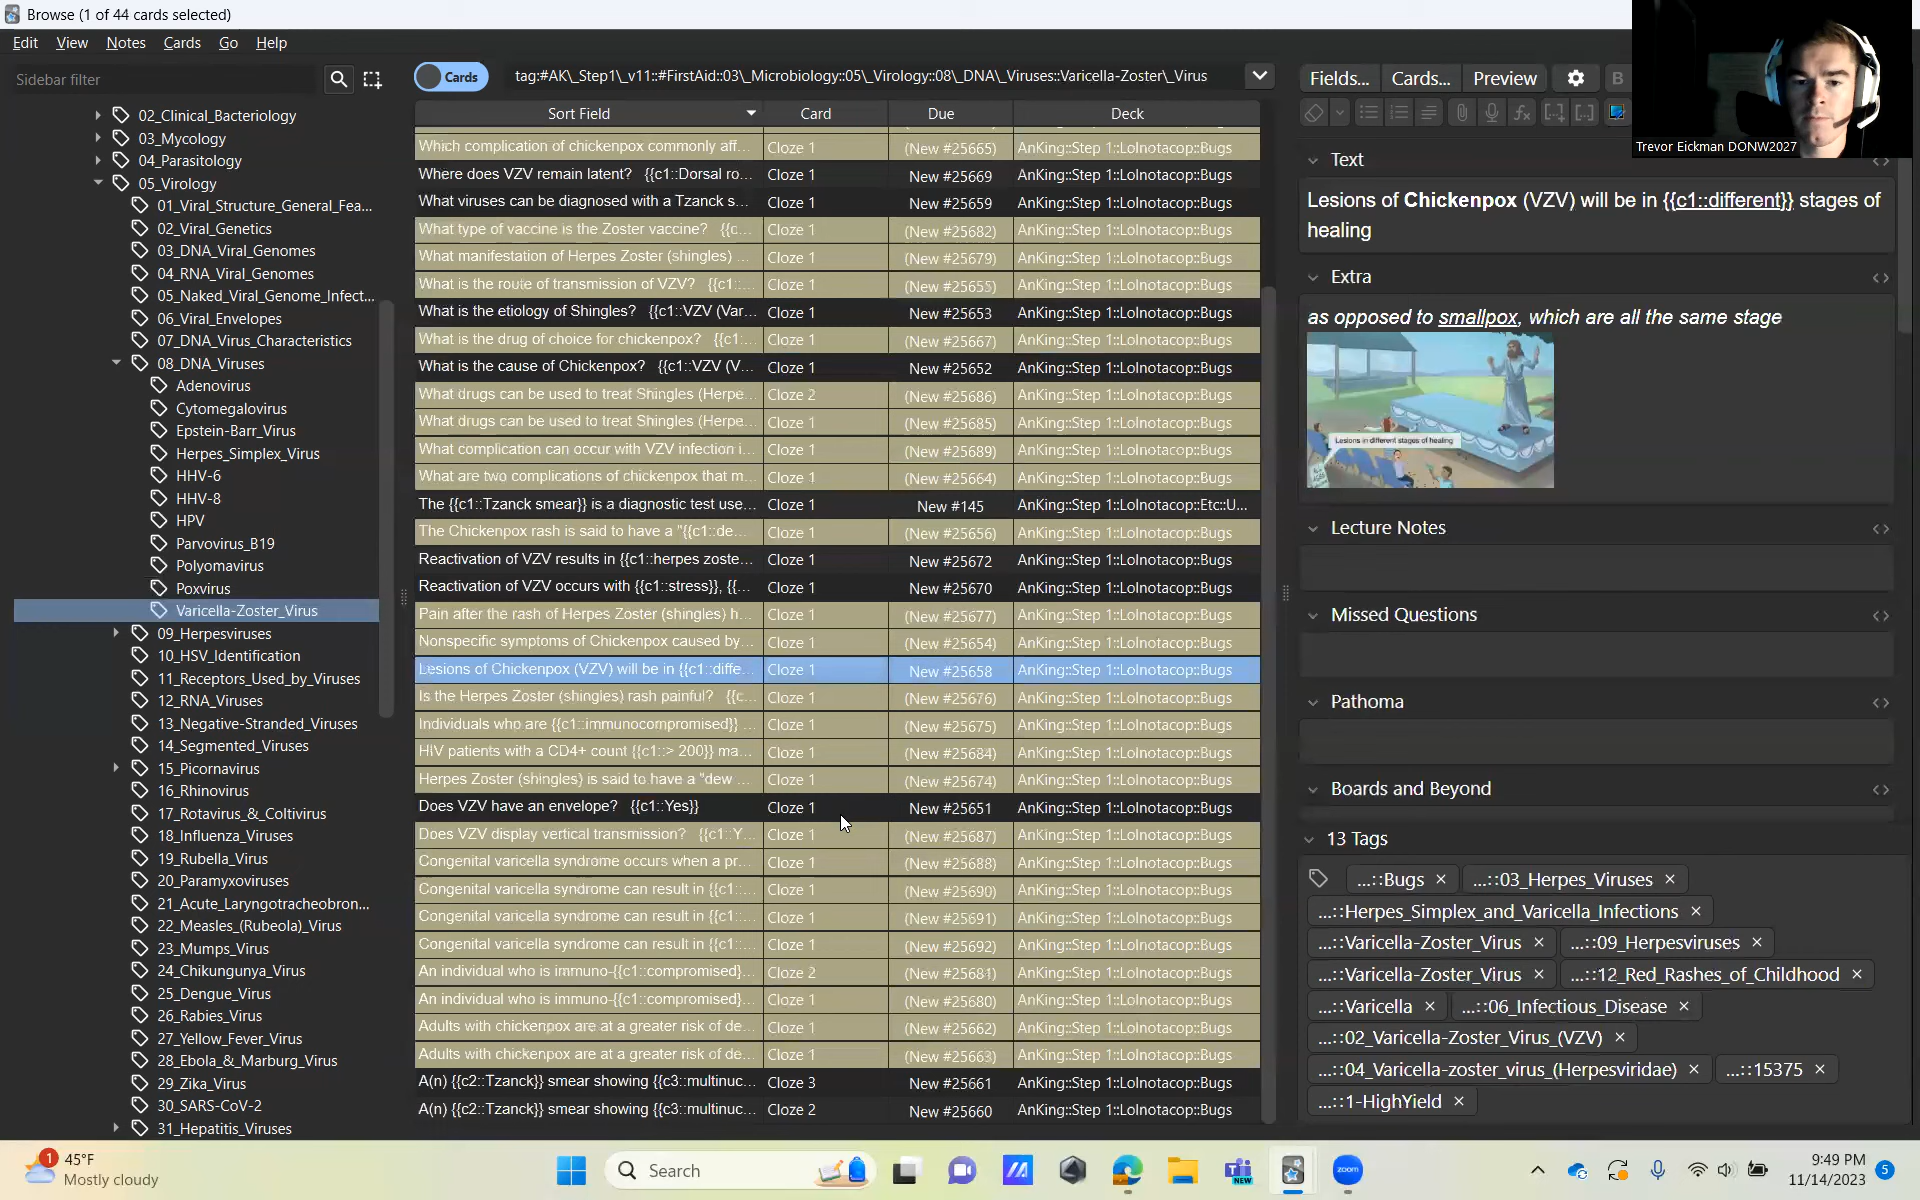 Browse (1 of 44 cards selected)
Edit View Notes Cards Go Help
Sidebar filter
02_Clinical_Bacteriology
03_Mycology
04_Parasitology
05_Virology
01_Viral_Structure_General_Fea...
02_Viral_Genetics
03_DNA_Viral_Genomes
04_RNA_Viral_Genomes
05_Naked_Viral_Genome_Infect...
06_Viral_Envelopes
07_DNA_Virus_Characteristics
08_DNA_Viruses
Adenovirus
Cytomegalovirus
Epstein-Barr_Virus
Herpes_Simplex_Virus
HHV-6
HHV-8
HPV
Parvovirus_B19
Polyomavirus
Poxvirus
Varicella-Zoster_Virus
09_Herpesviruses
10_HSV_Identification
11_Receptors_Used_by_Viruses
12_RNA_Viruses
13_Negative-Stranded_Viruses
14_Segmented_Viruses
15_Picornavirus
16_Rhinovirus
17_Rotavirus_&_Coltivirus
18_Influenza_Viruses
19_Rubella_Virus
20_Paramyxoviruses
21_Acute_Laryngotracheobron...
22_Measles_(Rubeola)_Virus
23_Mumps_Virus
24_Chikungunya_Virus
25_Dengue_Virus
26_Rabies_Virus
27_Yellow_Fever_Virus
28_Ebola_&_Marburg_Virus
29_Zika_Virus
30_SARS-CoV-2
31_Hepatitis_Viruses
Cards
tag:#AK\_Step1\_v11::#FirstAid::03\_Microbiology::05\_Virology::08\_DNA\_Viruses::Varicella-Zoster\_Virus
Sort Field Card Due Deck
Which complication of chickenpox commonly aff... Cloze 1 (New #25665) AnKing::Step 1::Lolnotacop::Bugs
Where does VZV remain latent? {{c1::Dorsal ro... Cloze 1 New #25669 AnKing::Step 1::Lolnotacop::Bugs
What viruses can be diagnosed with a Tzanck s... Cloze 1 New #25659 AnKing::Step 1::Lolnotacop::Bugs
What type of vaccine is the Zoster vaccine? {{c... Cloze 1 (New #25682) AnKing::Step 1::Lolnotacop::Bugs
What manifestation of Herpes Zoster (shingles) ... Cloze 1 (New #25679) AnKing::Step 1::Lolnotacop::Bugs
What is the route of transmission of VZV? {{c1:... Cloze 1 (New #25655) AnKing::Step 1::Lolnotacop::Bugs
What is the etiology of Shingles? {{c1::VZV (Var... Cloze 1 New #25653 AnKing::Step 1::Lolnotacop::Bugs
What is the drug of choice for chickenpox? {{c1:... Cloze 1 (New #25667) AnKing::Step 1::Lolnotacop::Bugs
What is the cause of Chickenpox? {{c1::VZV (V... Cloze 1 New #25652 AnKing::Step 1::Lolnotacop::Bugs
What drugs can be used to treat Shingles (Herpe... Cloze 2 (New #25686) AnKing::Step 1::Lolnotacop::Bugs
What drugs can be used to treat Shingles (Herpe... Cloze 1 (New #25685) AnKing::Step 1::Lolnotacop::Bugs
What complication can occur with VZV infection i... Cloze 1 (New #25689) AnKing::Step 1::Lolnotacop::Bugs
What are two complications of chickenpox that m... Cloze 1 (New #25664) AnKing::Step 1::Lolnotacop::Bugs
The {{c1::Tzanck smear}} is a diagnostic test use... Cloze 1 New #145 AnKing::Step 1::Lolnotacop::Etc::U...
The Chickenpox rash is said to have a "{{c1::de... Cloze 1 (New #25656) AnKing::Step 1::Lolnotacop::Bugs
Reactivation of VZV results in {{c1::herpes zoste... Cloze 1 New #25672 AnKing::Step 1::Lolnotacop::Bugs
Reactivation of VZV occurs with {{c1::stress}}, {{... Cloze 1 New #25670 AnKing::Step 1::Lolnotacop::Bugs
Pain after the rash of Herpes Zoster (shingles) h... Cloze 1 (New #25677) AnKing::Step 1::Lolnotacop::Bugs
Nonspecific symptoms of Chickenpox caused by... Cloze 1 (New #25654) AnKing::Step 1::Lolnotacop::Bugs
Lesions of Chickenpox (VZV) will be in {{c1::diffe... Cloze 1 New #25658 AnKing::Step 1::Lolnotacop::Bugs
Is the Herpes Zoster (shingles) rash painful? {{c... Cloze 1 (New #25676) AnKing::Step 1::Lolnotacop::Bugs
Individuals who are {{c1::immunocompromised}} ... Cloze 1 (New #25675) AnKing::Step 1::Lolnotacop::Bugs
HIV patients with a CD4+ count {{c1::> 200}} ma... Cloze 1 (New #25684) AnKing::Step 1::Lolnotacop::Bugs
Herpes Zoster (shingles) is said to have a "dew ... Cloze 1 (New #25674) AnKing::Step 1::Lolnotacop::Bugs
Does VZV have an envelope? {{c1::Yes}} Cloze 1 New #25651 AnKing::Step 1::Lolnotacop::Bugs
Does VZV display vertical transmission? {{c1::Y... Cloze 1 (New #25687) AnKing::Step 1::Lolnotacop::Bugs
Congenital varicella syndrome occurs when a pr... Cloze 1 (New #25688) AnKing::Step 1::Lolnotacop::Bugs
Congenital varicella syndrome can result in {{c1:... Cloze 1 (New #25690) AnKing::Step 1::Lolnotacop::Bugs
Congenital varicella syndrome can result in {{c1:... Cloze 1 (New #25691) AnKing::Step 1::Lolnotacop::Bugs
Congenital varicella syndrome can result in {{c1:... Cloze 1 (New #25692) AnKing::Step 1::Lolnotacop::Bugs
An individual who is immuno-{{c1::compromised}... Cloze 2 (New #25681) AnKing::Step 1::Lolnotacop::Bugs
An individual who is immuno-{{c1::compromised}... Cloze 1 (New #25680) AnKing::Step 1::Lolnotacop::Bugs
Adults with chickenpox are at a greater risk of de... Cloze 1 (New #25662) AnKing::Step 1::Lolnotacop::Bugs
Adults with chickenpox are at a greater risk of de... Cloze 1 (New #25663) AnKing::Step 1::Lolnotacop::Bugs
A(n) {{c2::Tzanck}} smear showing {{c3::multinuc... Cloze 3 New #25661 AnKing::Step 1::Lolnotacop::Bugs
A(n) {{c2::Tzanck}} smear showing {{c3::multinuc... Cloze 2 New #25660 AnKing::Step 1::Lolnotacop::Bugs
Fields... Cards... Preview B
Trevor Eickman DONW2027
Text
Lesions of Chickenpox (VZV) will be in {{c1::different}} stages of
healing
Extra
as opposed to smallpox, which are all the same stage
Lesions in different stages of healing
Lecture Notes
Missed Questions
Pathoma
Boards and Beyond
13 Tags
...::Bugs × ...::03_Herpes_Viruses ×
...::Herpes_Simplex_and_Varicella_Infections ×
...::Varicella-Zoster_Virus × ...::09_Herpesviruses ×
...::Varicella-Zoster_Virus × ...::12_Red_Rashes_of_Childhood ×
...::Varicella × ...::06_Infectious_Disease ×
...::02_Varicella-Zoster_Virus_(VZV) ×
...::04_Varicella-zoster_virus_(Herpesviridae) × ...::15375 ×
...::1-HighYield ×
1
45°F
Mostly cloudy
Search
NEW
zoom
9:49 PM
11/14/2023
5